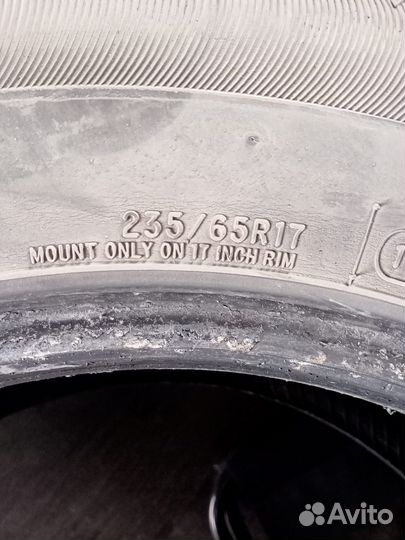 235/65R17
MOUNT ONLY ON 17 INCH RIM
Avito